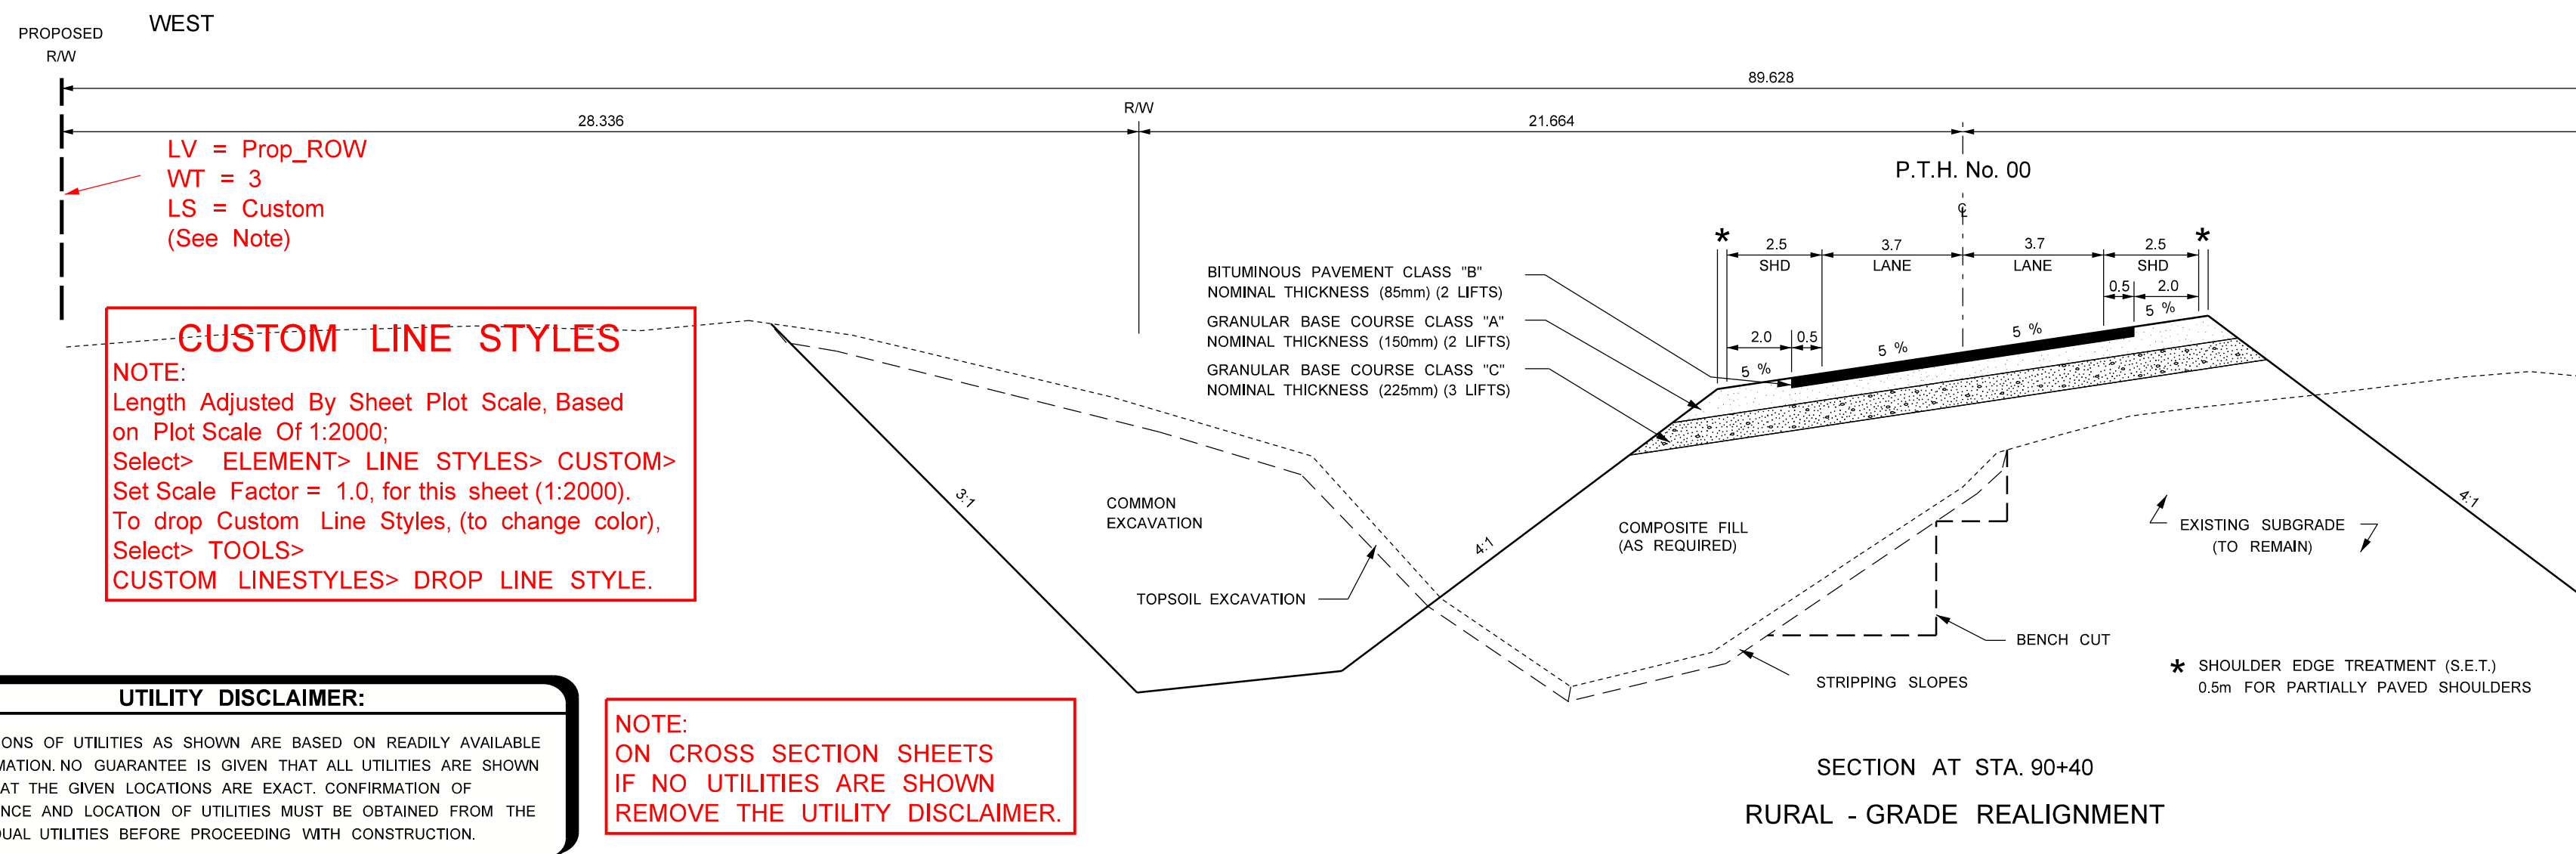 WEST
PROPOSED
R/W
89.628
28.336
R/W
21.664
LV = Prop_ROW
WT = 3
LS = Custom
(See Note)
P.T.H. No. 00
℄
*
*
2.5
3.7
3.7
2.5
SHD
LANE
LANE
SHD
0.5
2.0
2.0
0.5
5 %
5 %
5 %
5 %
BITUMINOUS PAVEMENT CLASS "B"
NOMINAL THICKNESS (85mm) (2 LIFTS)
GRANULAR BASE COURSE CLASS "A"
NOMINAL THICKNESS (150mm) (2 LIFTS)
GRANULAR BASE COURSE CLASS "C"
NOMINAL THICKNESS (225mm) (3 LIFTS)
CUSTOM LINE STYLES
NOTE:
Length Adjusted By Sheet Plot Scale, Based
on Plot Scale Of 1:2000;
Select> ELEMENT> LINE STYLES> CUSTOM>
Set Scale Factor = 1.0, for this sheet (1:2000).
To drop Custom Line Styles, (to change color),
Select> TOOLS>
CUSTOM LINESTYLES> DROP LINE STYLE.
3:1
COMMON
EXCAVATION
4:1
COMPOSITE FILL
(AS REQUIRED)
4:1
EXISTING SUBGRADE
(TO REMAIN)
TOPSOIL EXCAVATION
BENCH CUT
STRIPPING SLOPES
* SHOULDER EDGE TREATMENT (S.E.T.)
0.5m FOR PARTIALLY PAVED SHOULDERS
UTILITY DISCLAIMER:
OF UTILITIES AS SHOWN ARE BASED ON READILY AVAILABLE
NO GUARANTEE IS GIVEN THAT ALL UTILITIES ARE SHOWN
AT THE GIVEN LOCATIONS ARE EXACT. CONFIRMATION OF
AND LOCATION OF UTILITIES MUST BE OBTAINED FROM THE
UTILITIES BEFORE PROCEEDING WITH CONSTRUCTION.
NOTE:
ON CROSS SECTION SHEETS
IF NO UTILITIES ARE SHOWN
REMOVE THE UTILITY DISCLAIMER.
SECTION AT STA. 90+40
RURAL - GRADE REALIGNMENT